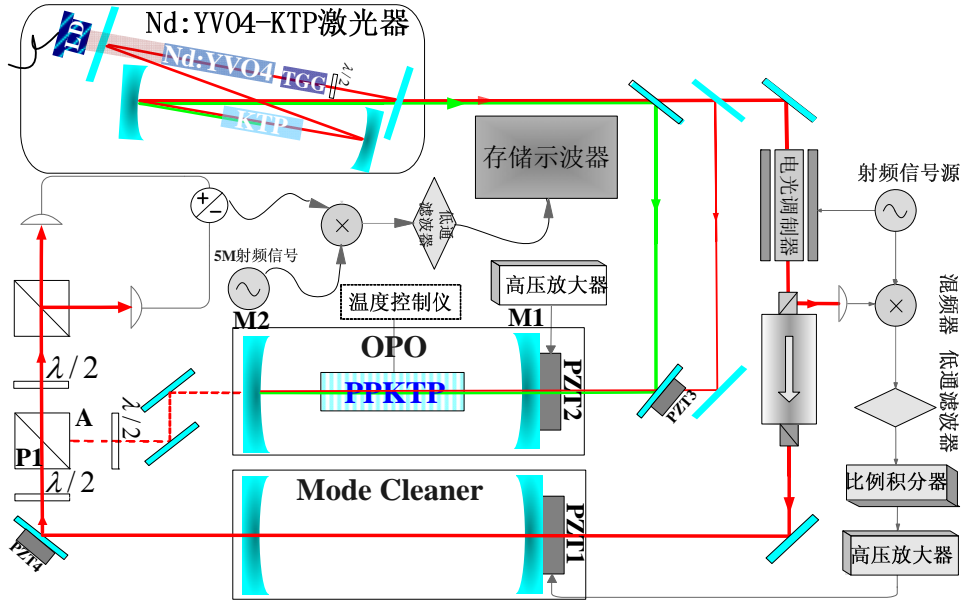 Nd:YVO4-KTP激光器
LD
Nd:YVO4
TGG
λ/2
KTP
存储示波器
电光调制器
射频信号源
+
−
×
低通滤波器
5M射频信号
M2
温度控制仪
高压放大器
M1
×
混频器
OPO
PPKTP
PZT2
PZT3
低通滤波器
λ/2
A
λ/2
P1
λ/2
比例积分器
Mode Cleaner
PZT1
PZT4
高压放大器